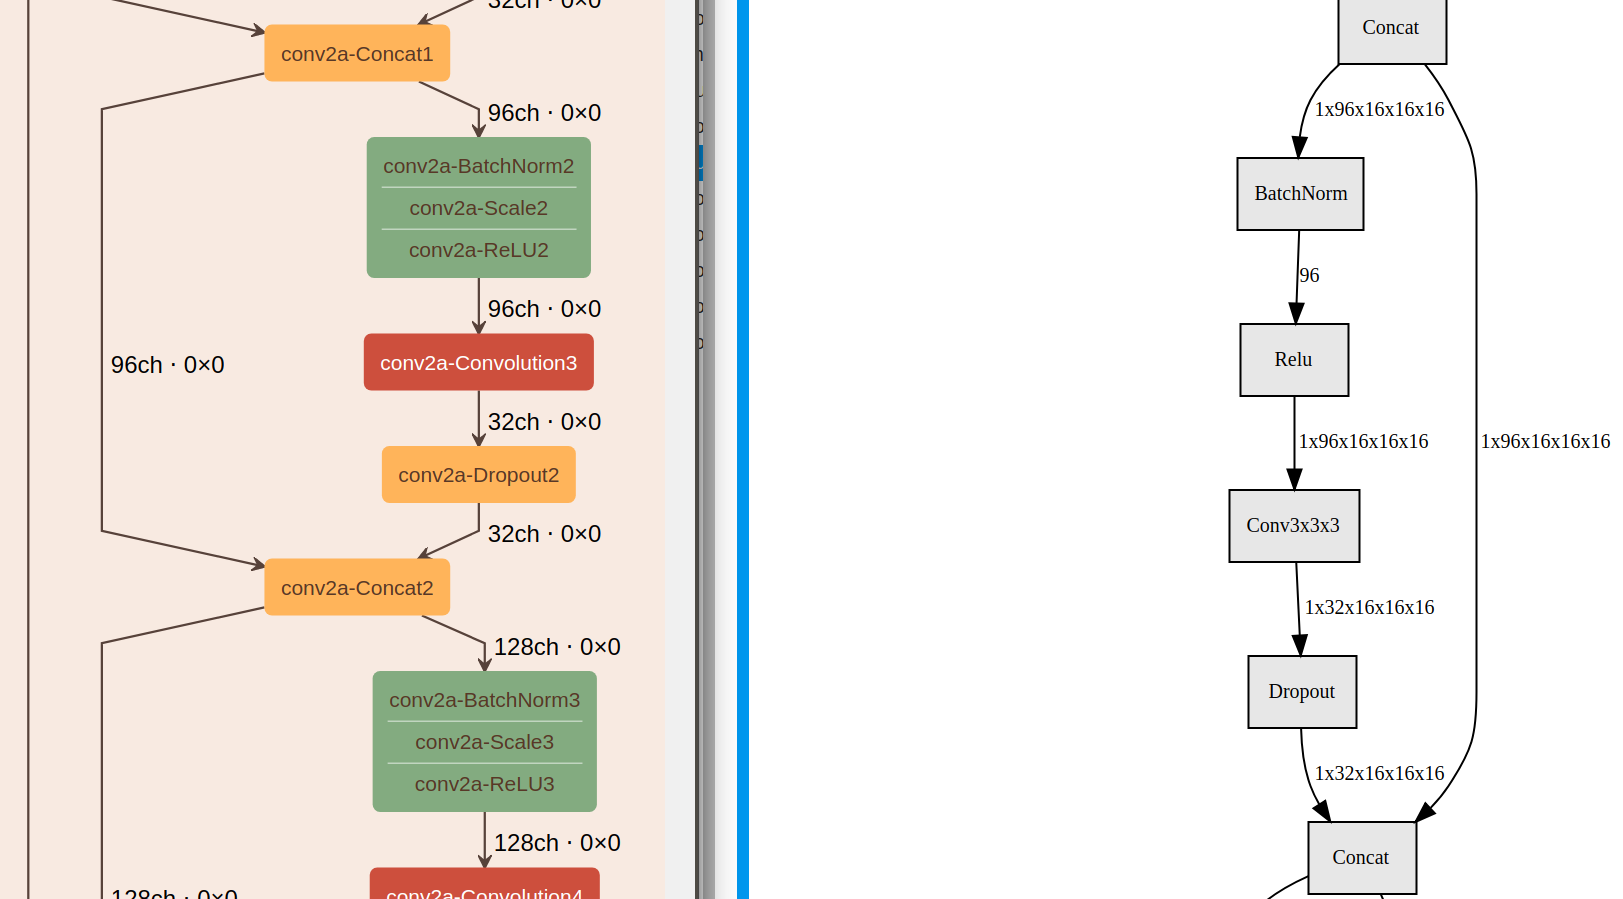 32ch · 0×0
conv2a-Concat1
96ch · 0×0
conv2a-BatchNorm2
conv2a-Scale2
conv2a-ReLU2
96ch · 0×0
conv2a-Convolution3
96ch · 0×0
32ch · 0×0
conv2a-Dropout2
32ch · 0×0
conv2a-Concat2
128ch · 0×0
conv2a-BatchNorm3
conv2a-Scale3
conv2a-ReLU3
128ch · 0×0
conv2a-Convolution4
128ch · 0×0
Concat
1x96x16x16x16
BatchNorm
96
Relu
1x96x16x16x16
1x96x16x16x16
Conv3x3x3
1x32x16x16x16
Dropout
1x32x16x16x16
Concat